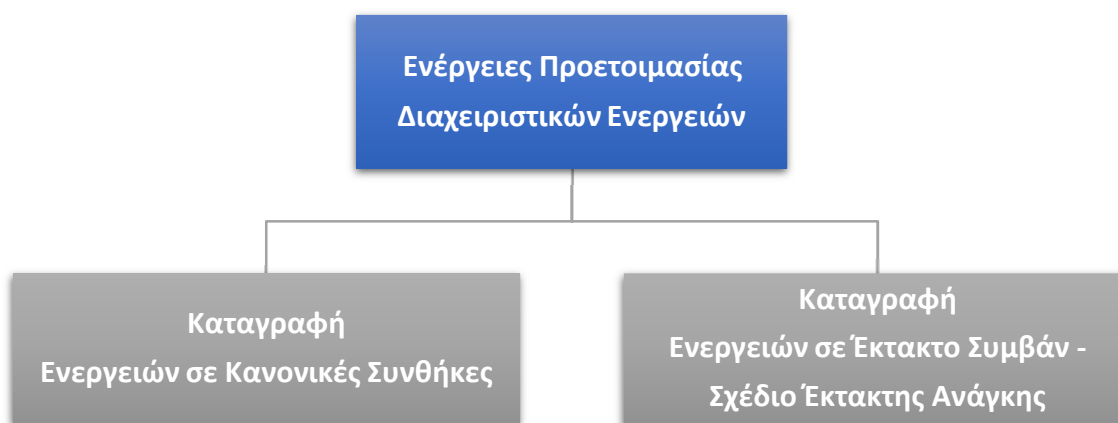 Ενέργειες Προετοιμασίας
Διαχειριστικών Ενεργειών
Καταγραφή
Ενεργειών σε Κανονικές Συνθήκες
Καταγραφή
Ενεργειών σε Έκτακτο Συμβάν -
Σχέδιο Έκτακτης Ανάγκης